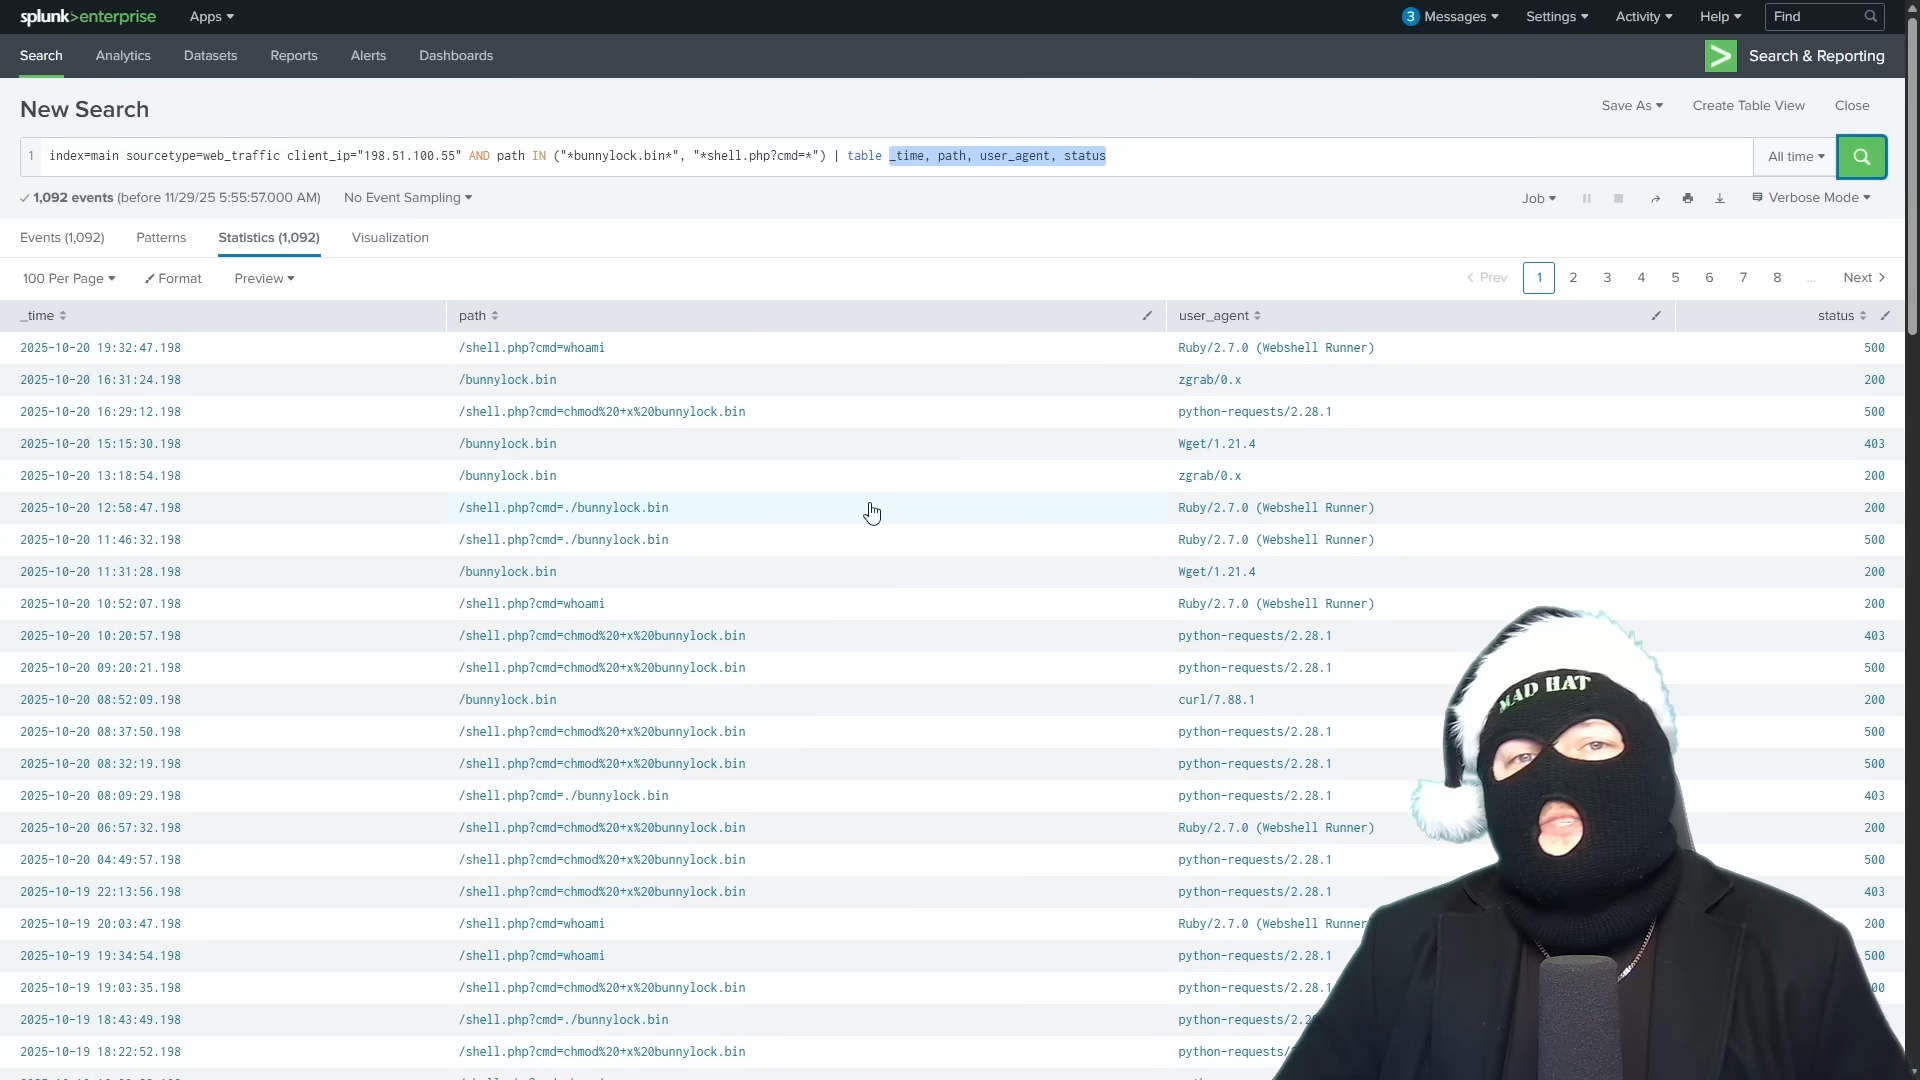 splunk>enterprise Apps 3 Messages Settings Activity Help Find
Search Analytics Datasets Reports Alerts Dashboards Search & Reporting
New Search Save As Create Table View Close
1 index=main sourcetype=web_traffic client_ip="198.51.100.55" AND path IN ("*bunnylock.bin*", "*shell.php?cmd=*") | table _time, path, user_agent, status All time
1,092 events (before 11/29/25 5:55:57.000 AM) No Event Sampling Job Verbose Mode
Events (1,092) Patterns Statistics (1,092) Visualization
100 Per Page Format Preview < Prev 1 2 3 4 5 6 7 8 ... Next >
_time path user_agent status
2025-10-20 19:32:47.198 /shell.php?cmd=whoami Ruby/2.7.0 (Webshell Runner) 500
2025-10-20 16:31:24.198 /bunnylock.bin zgrab/0.x 200
2025-10-20 16:29:12.198 /shell.php?cmd=chmod%20+x%20bunnylock.bin python-requests/2.28.1 500
2025-10-20 15:15:30.198 /bunnylock.bin Wget/1.21.4 403
2025-10-20 13:18:54.198 /bunnylock.bin zgrab/0.x 200
2025-10-20 12:58:47.198 /shell.php?cmd=./bunnylock.bin Ruby/2.7.0 (Webshell Runner) 200
2025-10-20 11:46:32.198 /shell.php?cmd=./bunnylock.bin Ruby/2.7.0 (Webshell Runner) 500
2025-10-20 11:31:28.198 /bunnylock.bin Wget/1.21.4 200
2025-10-20 10:52:07.198 /shell.php?cmd=whoami Ruby/2.7.0 (Webshell Runner) 200
2025-10-20 10:20:57.198 /shell.php?cmd=chmod%20+x%20bunnylock.bin python-requests/2.28.1 403
2025-10-20 09:20:21.198 /shell.php?cmd=chmod%20+x%20bunnylock.bin python-requests/2.28.1 500
MAD HAT
2025-10-20 08:52:09.198 /bunnylock.bin curl/7.88.1 200
2025-10-20 08:37:50.198 /shell.php?cmd=chmod%20+x%20bunnylock.bin python-requests/2.28.1 500
2025-10-20 08:32:19.198 /shell.php?cmd=chmod%20+x%20bunnylock.bin python-requests/2.28.1 500
2025-10-20 08:09:29.198 /shell.php?cmd=./bunnylock.bin python-requests/2.28.1 403
2025-10-20 06:57:32.198 /shell.php?cmd=chmod%20+x%20bunnylock.bin Ruby/2.7.0 (Webshell Runner) 200
2025-10-20 04:49:57.198 /shell.php?cmd=chmod%20+x%20bunnylock.bin python-requests/2.28.1 500
2025-10-19 22:13:56.198 /shell.php?cmd=chmod%20+x%20bunnylock.bin python-requests/2.28.1 403
2025-10-19 20:03:47.198 /shell.php?cmd=whoami Ruby/2.7.0 (Webshell Runner 200
2025-10-19 19:34:54.198 /shell.php?cmd=whoami python-requests/2.28.1 500
2025-10-19 19:03:35.198 /shell.php?cmd=chmod%20+x%20bunnylock.bin python-requests/2.28.1 00
2025-10-19 18:43:49.198 /shell.php?cmd=./bunnylock.bin python-requests/2.2
2025-10-19 18:22:52.198 /shell.php?cmd=chmod%20+x%20bunnylock.bin python-requests/